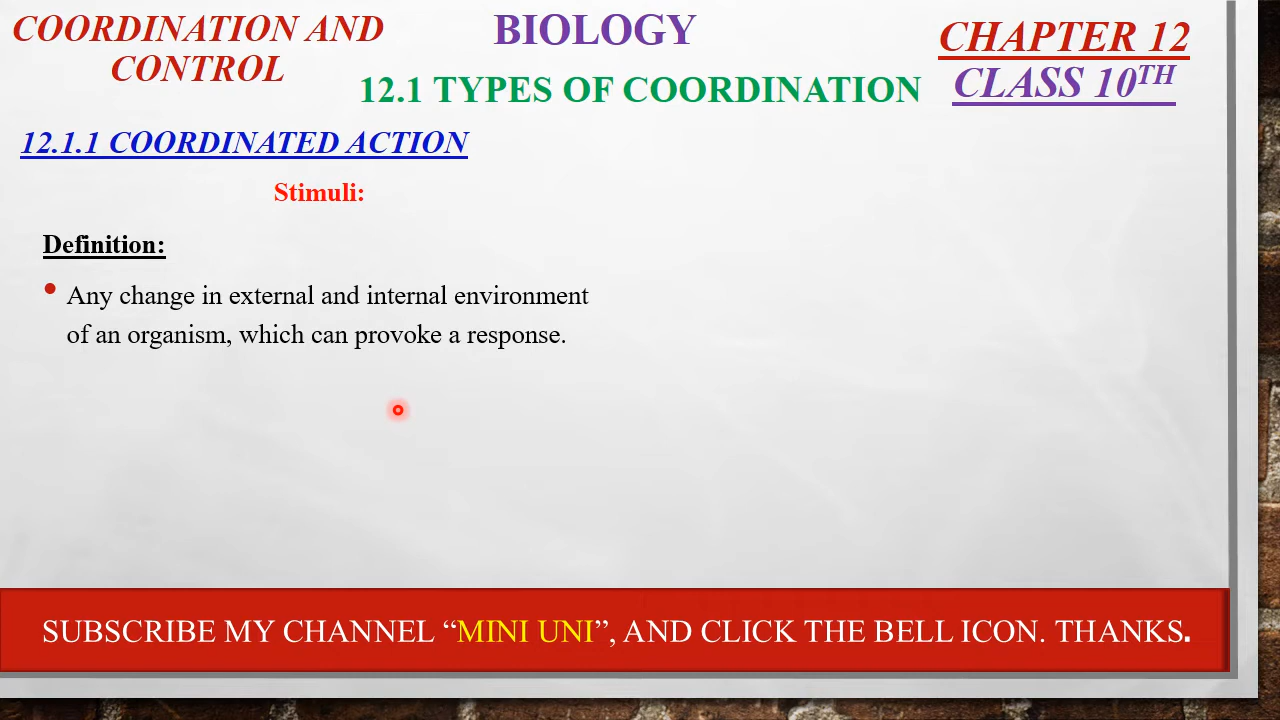 COORDINATION AND
CONTROL
BIOLOGY
12.1 TYPES OF COORDINATION
CHAPTER 12
CLASS 10TH
12.1.1 COORDINATED ACTION
Stimuli:
Definition:
• Any change in external and internal environment
of an organism, which can provoke a response.
SUBSCRIBE MY CHANNEL “MINI UNI”, AND CLICK THE BELL ICON. THANKS.